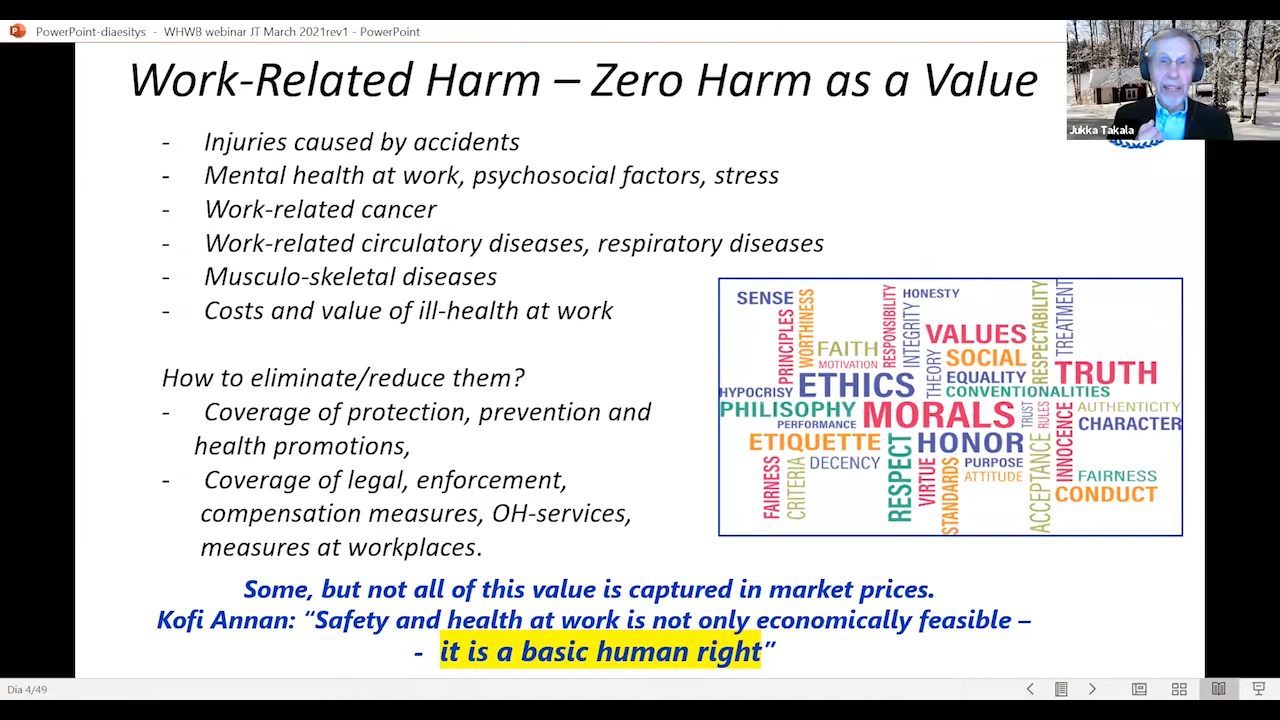 PowerPoint-diaesitys - WHWB webinar JT March 2021rev1 - PowerPoint
Work-Related Harm – Zero Harm as a Value
Jukka Takala
- Injuries caused by accidents
- Mental health at work, psychosocial factors, stress
- Work-related cancer
- Work-related circulatory diseases, respiratory diseases
- Musculo-skeletal diseases
- Costs and value of ill-health at work
How to eliminate/reduce them?
- Coverage of protection, prevention and
health promotions,
- Coverage of legal, enforcement,
compensation measures, OH-services,
measures at workplaces.
SENSE
PRINCIPLES
WORTHINESS
FAITH
MOTIVATION
RESPONSIBILITY
HONESTY
INTEGRITY
VALUES
RESPECTABILITY
TREATMENT
SOCIAL
THEORY
EQUALITY
TRUTH
HYPOCRISY
ETHICS
CONVENTIONALITIES
PHILISOPHY
MORALS
TRUST
RULES
AUTHENTICITY
PERFORMANCE
CHARACTER
ETIQUETTE
HONOR
INNOCENCE
DECENCY
RESPECT
VIRTUE
PURPOSE
ATTITUDE
ACCEPTANCE
FAIRNESS
FAIRNESS
CRITERIA
STANDARDS
CONDUCT
Some, but not all of this value is captured in market prices.
Kofi Annan: “Safety and health at work is not only economically feasible –
- it is a basic human right”
Dia 4/49